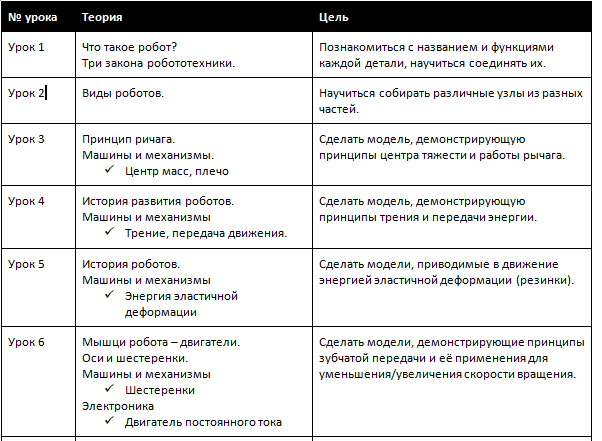 № урока Теория Цель
Урок 1 Что такое робот? Познакомиться с названием и функциями
Три закона робототехники. каждой детали, научиться соединять их.
Урок 2 Виды роботов. Научиться собирать различные узлы из разных
частей.
Урок 3 Принцип ричага. Сделать модель, демонстрирующую
Машины и механизмы. принципы центра тяжести и работы рычага.
✓ Центр масс, плечо
Урок 4 История развития роботов. Сделать модель, демонстрирующую
Машины и механизмы принципы трения и передачи энергии.
✓ Трение, передача движения.
Урок 5 История роботов. Сделать модели, приводимые в движение
Машины и механизмы энергией эластичной деформации (резинки).
✓ Энергия эластичной
деформации
Урок 6 Мышци робота – двигатели. Сделать модели, демонстрирующие принципы
Оси и шестеренки. зубчатой передачи и её применения для
Машины и механизмы уменьшения/увеличения скорости вращения.
✓ Шестеренки
Электроника
✓ Двигатель постоянного тока